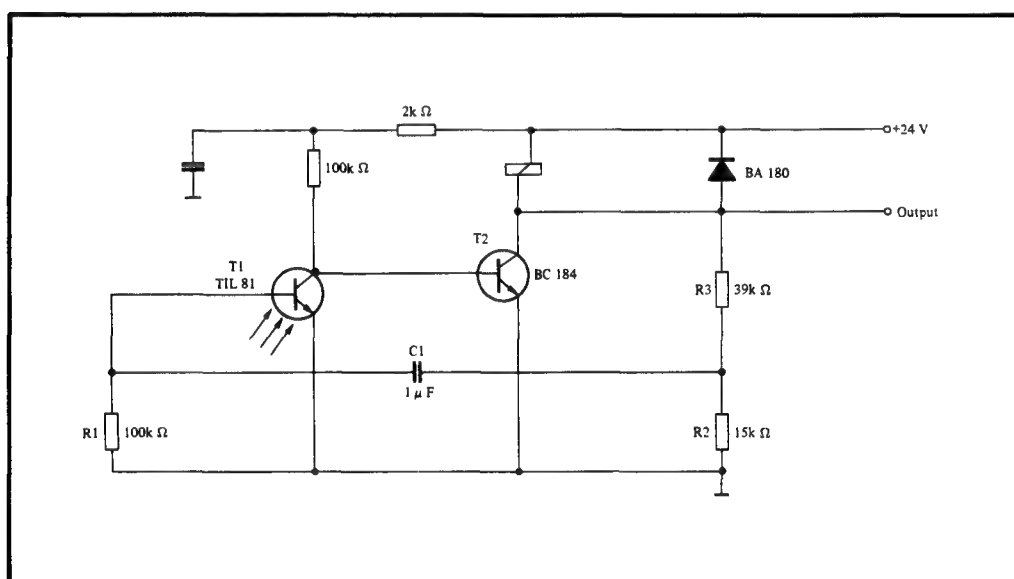 2k Ω
+24 V
100k Ω
BA 180
Output
T2
T1
TIL 81
BC 184
R3 39k Ω
C1
1 μ F
R1 100k Ω
R2 15k Ω